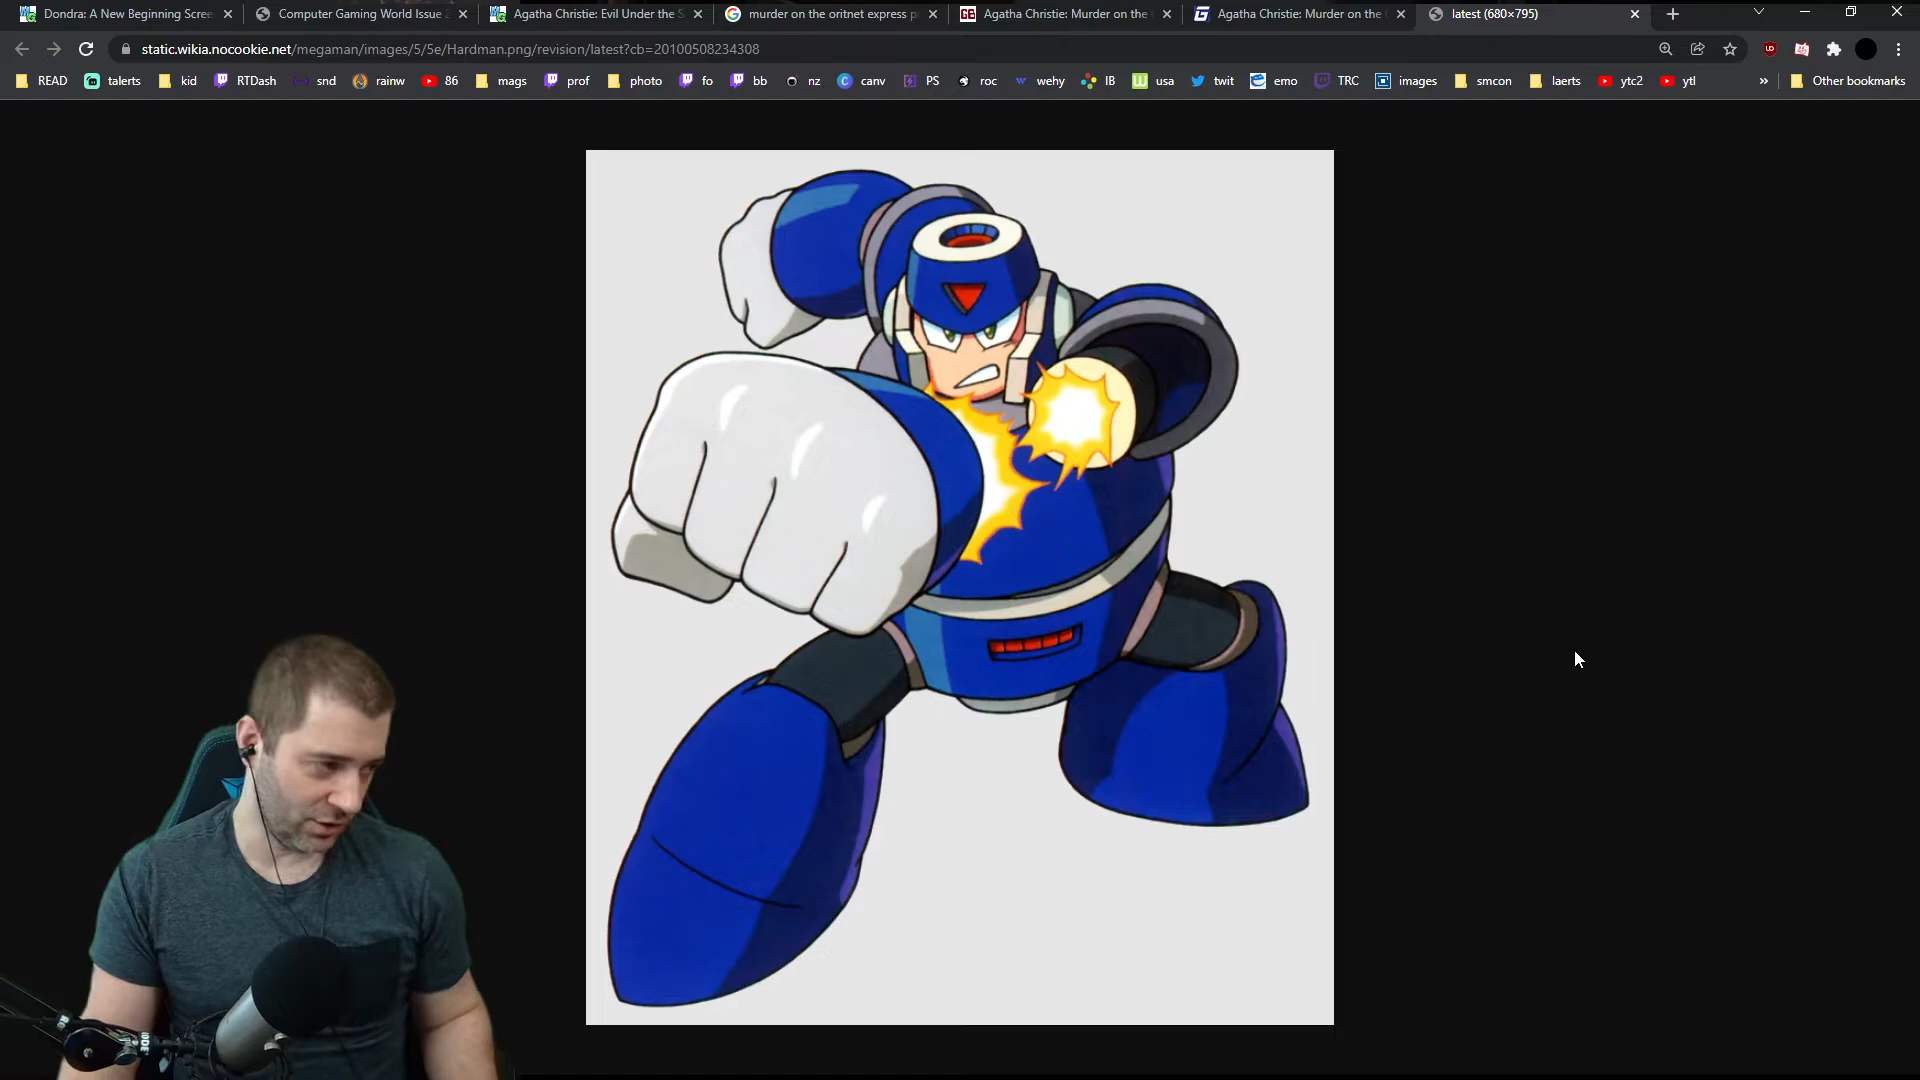 Dondra: A New Beginning Scree
Computer Gaming World Issue
Agatha Christie: Evil Under the S
murder on the oritnet express p
Agatha Christie: Murder on the
Agatha Christie: Murder on the
latest (680×795)
static.wikia.nocookie.net/megaman/images/5/5e/Hardman.png/revision/latest?cb=20100508234308
READ talerts kid RTDash snd rainw 86 mags prof photo fo bb nz canv PS roc wehy IB usa twit emo TRC images smcon laerts ytc2 ytl » Other bookmarks